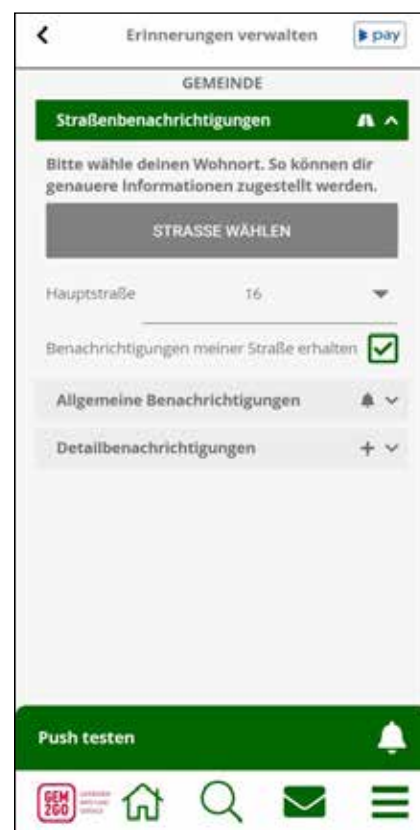 Erinnerungen verwalten
pay
GEMEINDE
Straßenbenachrichtigungen
Bitte wähle deinen Wohnort. So können dir
genauere Informationen zugestellt werden.
STRASSE WÄHLEN
Hauptstraße 16
Benachrichtigungen meiner Straße erhalten
Allgemeine Benachrichtigungen
Detailbenachrichtigungen
Push testen
GEM
2GO